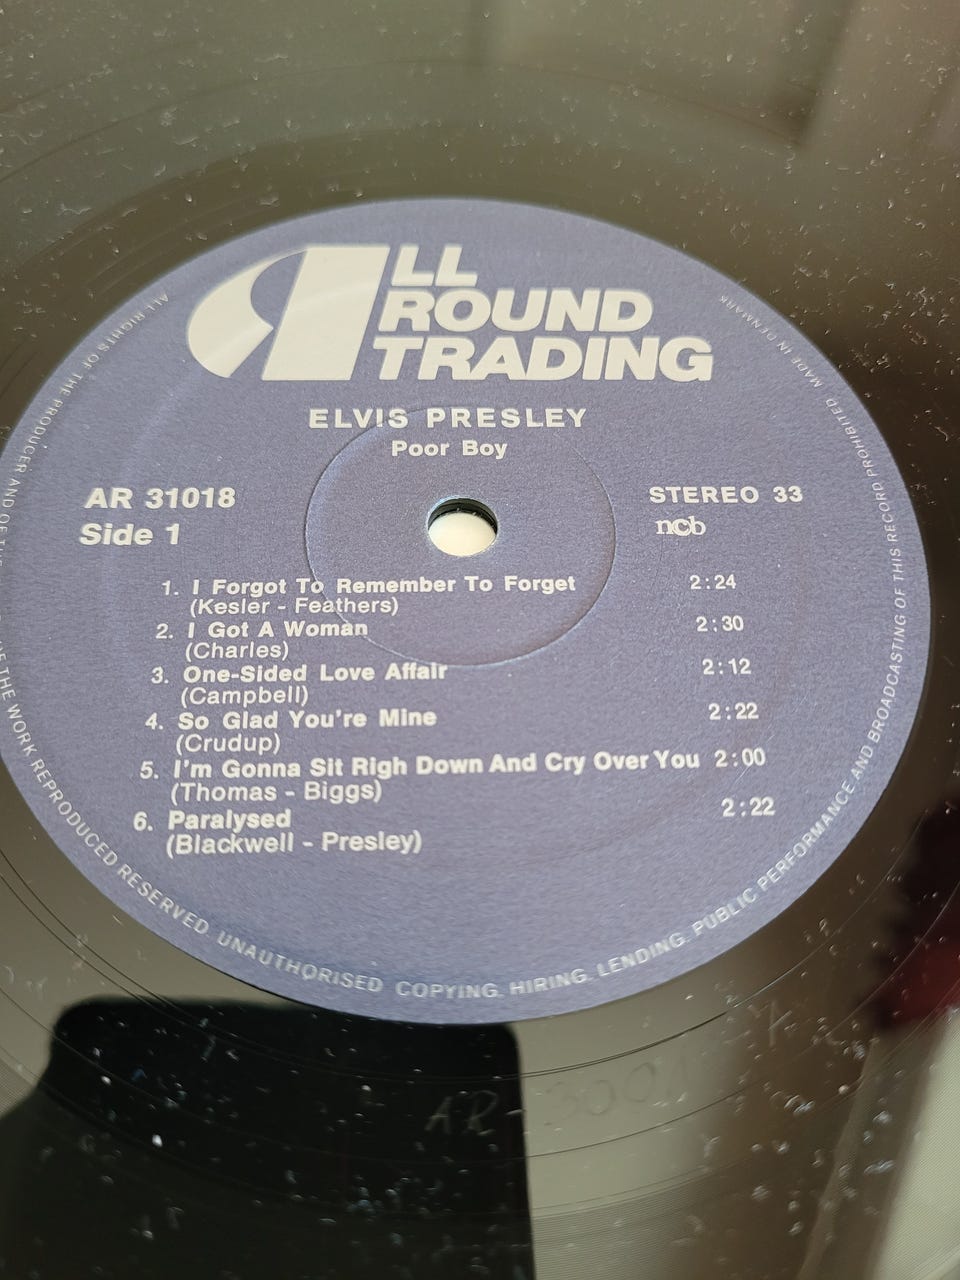 ALL
ROUND
TRADING
ELVIS PRESLEY
Poor Boy
AR 31018
Side 1
STEREO 33
ncb
1. I Forgot To Remember To Forget 2:24
(Kesler - Feathers)
2. I Got A Woman 2:30
(Charles)
3. One-Sided Love Affair 2:12
(Campbell)
4. So Glad You're Mine 2:22
(Crudup)
5. I'm Gonna Sit Righ Down And Cry Over You 2:00
(Thomas - Biggs)
6. Paralysed 2:22
(Blackwell - Presley)
ALL RIGHTS OF THE PRODUCER AND OF THE THE WORK REPRODUCED RESERVED. UNAUTHORISED COPYING, HIRING, LENDING, PUBLIC PERFORMANCE AND BROADCASTING OF THIS RECORD PROHIBITED MADE IN DENMARK
AR-